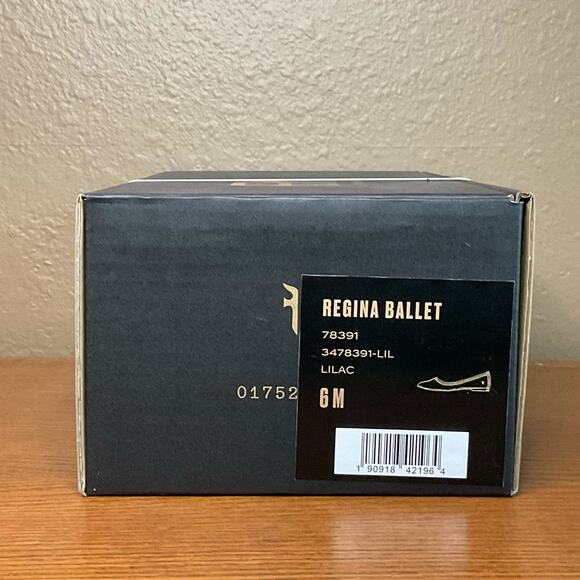 REGINA BALLET
78391
3478391-LIL
LILAC
01752
6M
1 90918 42196 4